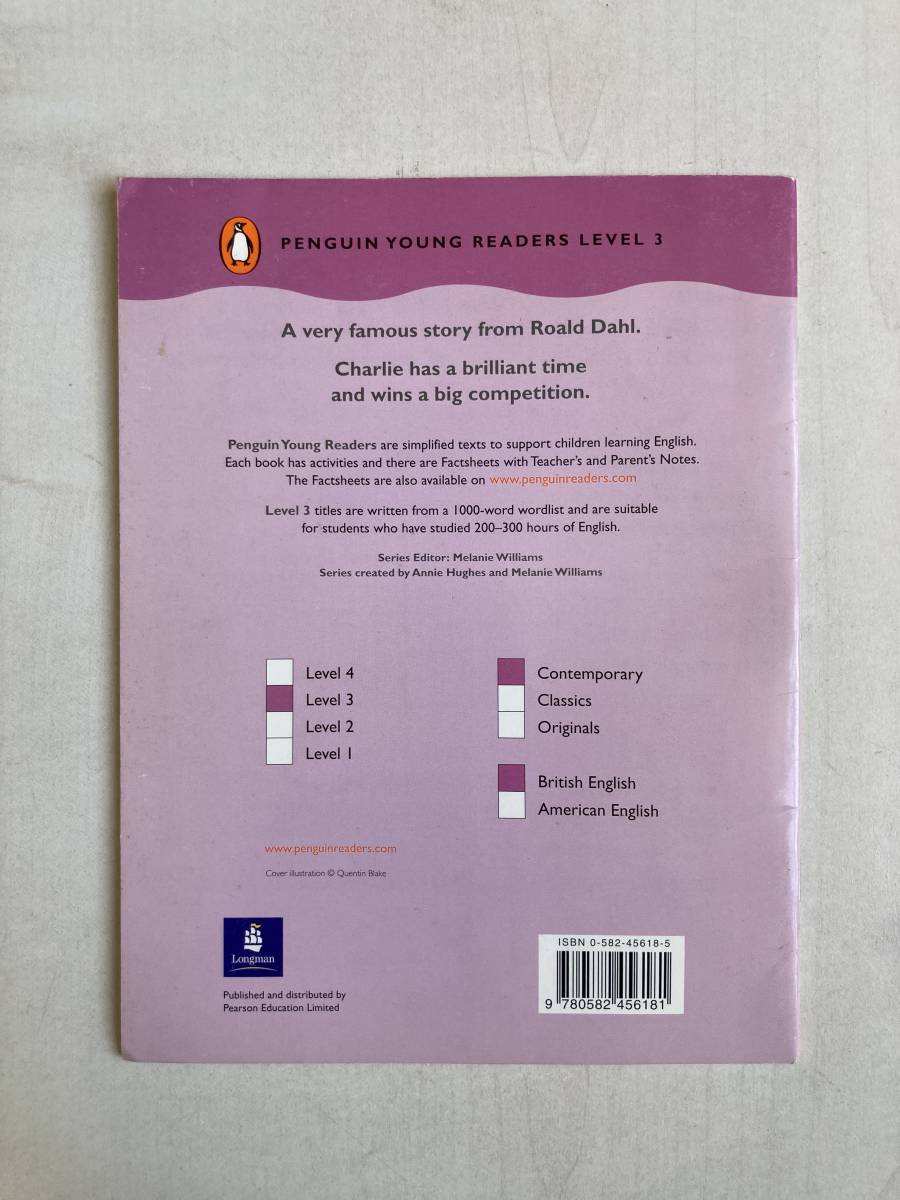 PENGUIN YOUNG READERS LEVEL 3
A very famous story from Roald Dahl.
Charlie has a brilliant time
and wins a big competition.
Penguin Young Readers are simplified texts to support children learning English.
Each book has activities and there are Factsheets with Teacher's and Parent's Notes.
The Factsheets are also available on www.penguinreaders.com
Level 3 titles are written from a 1000-word wordlist and are suitable
for students who have studied 200–300 hours of English.
Series Editor: Melanie Williams
Series created by Annie Hughes and Melanie Williams
Level 4
Level 3
Level 2
Level 1
Contemporary
Classics
Originals
British English
American English
www.penguinreaders.com
Cover illustration © Quentin Blake
Longman
Published and distributed by
Pearson Education Limited
ISBN 0-582-45618-5
9 780582 456181